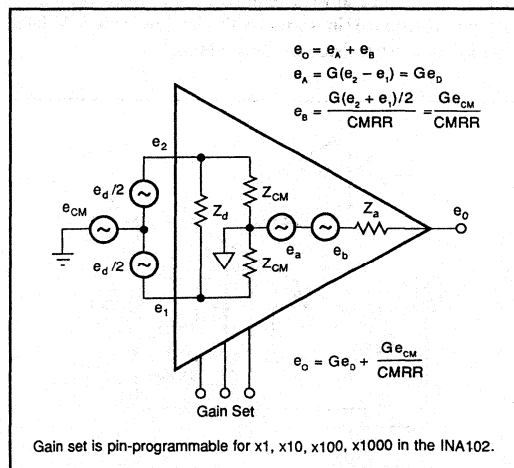 e_O = e_A + e_B
e_A = G(e_2 − e_1) = Ge_D
e_B = G(e_2 + e_1)/2 / CMRR = Ge_CM / CMRR
e_2
e_d/2
Z_CM
e_CM
Z_d
Z_a
e_0
e_a
e_b
e_d/2
Z_CM
e_1
e_O = Ge_D + Ge_CM / CMRR
Gain Set
Gain set is pin-programmable for x1, x10, x100, x1000 in the INA102.